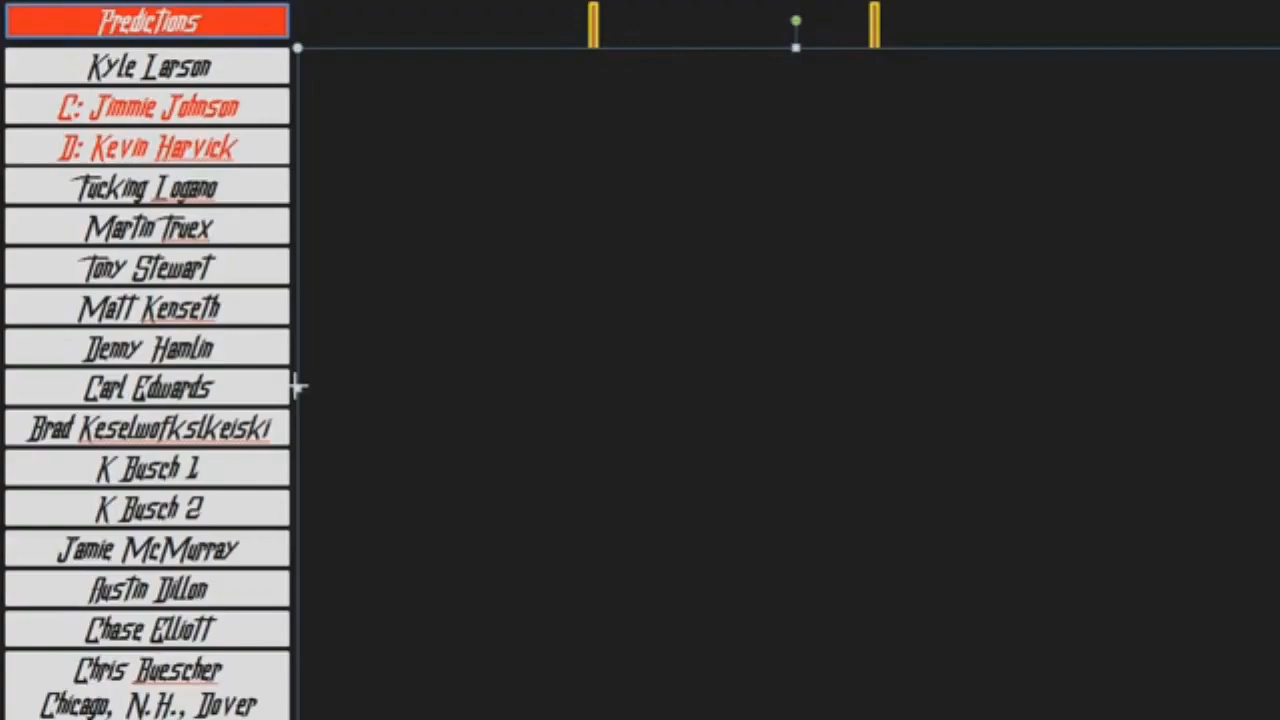 Predictions
Kyle Larson
C: Jimmie Johnson
D: Kevin Harvick
Fucking Logano
Martin Truex
Tony Stewart
Matt Kenseth
Denny Hamlin
Carl Edwards
Brad Keselwofkslkeiski
K Busch 1
K Busch 2
Jamie McMurray
Austin Dillon
Chase Elliott
Chris Buescher
Chicago, N.H., Dover